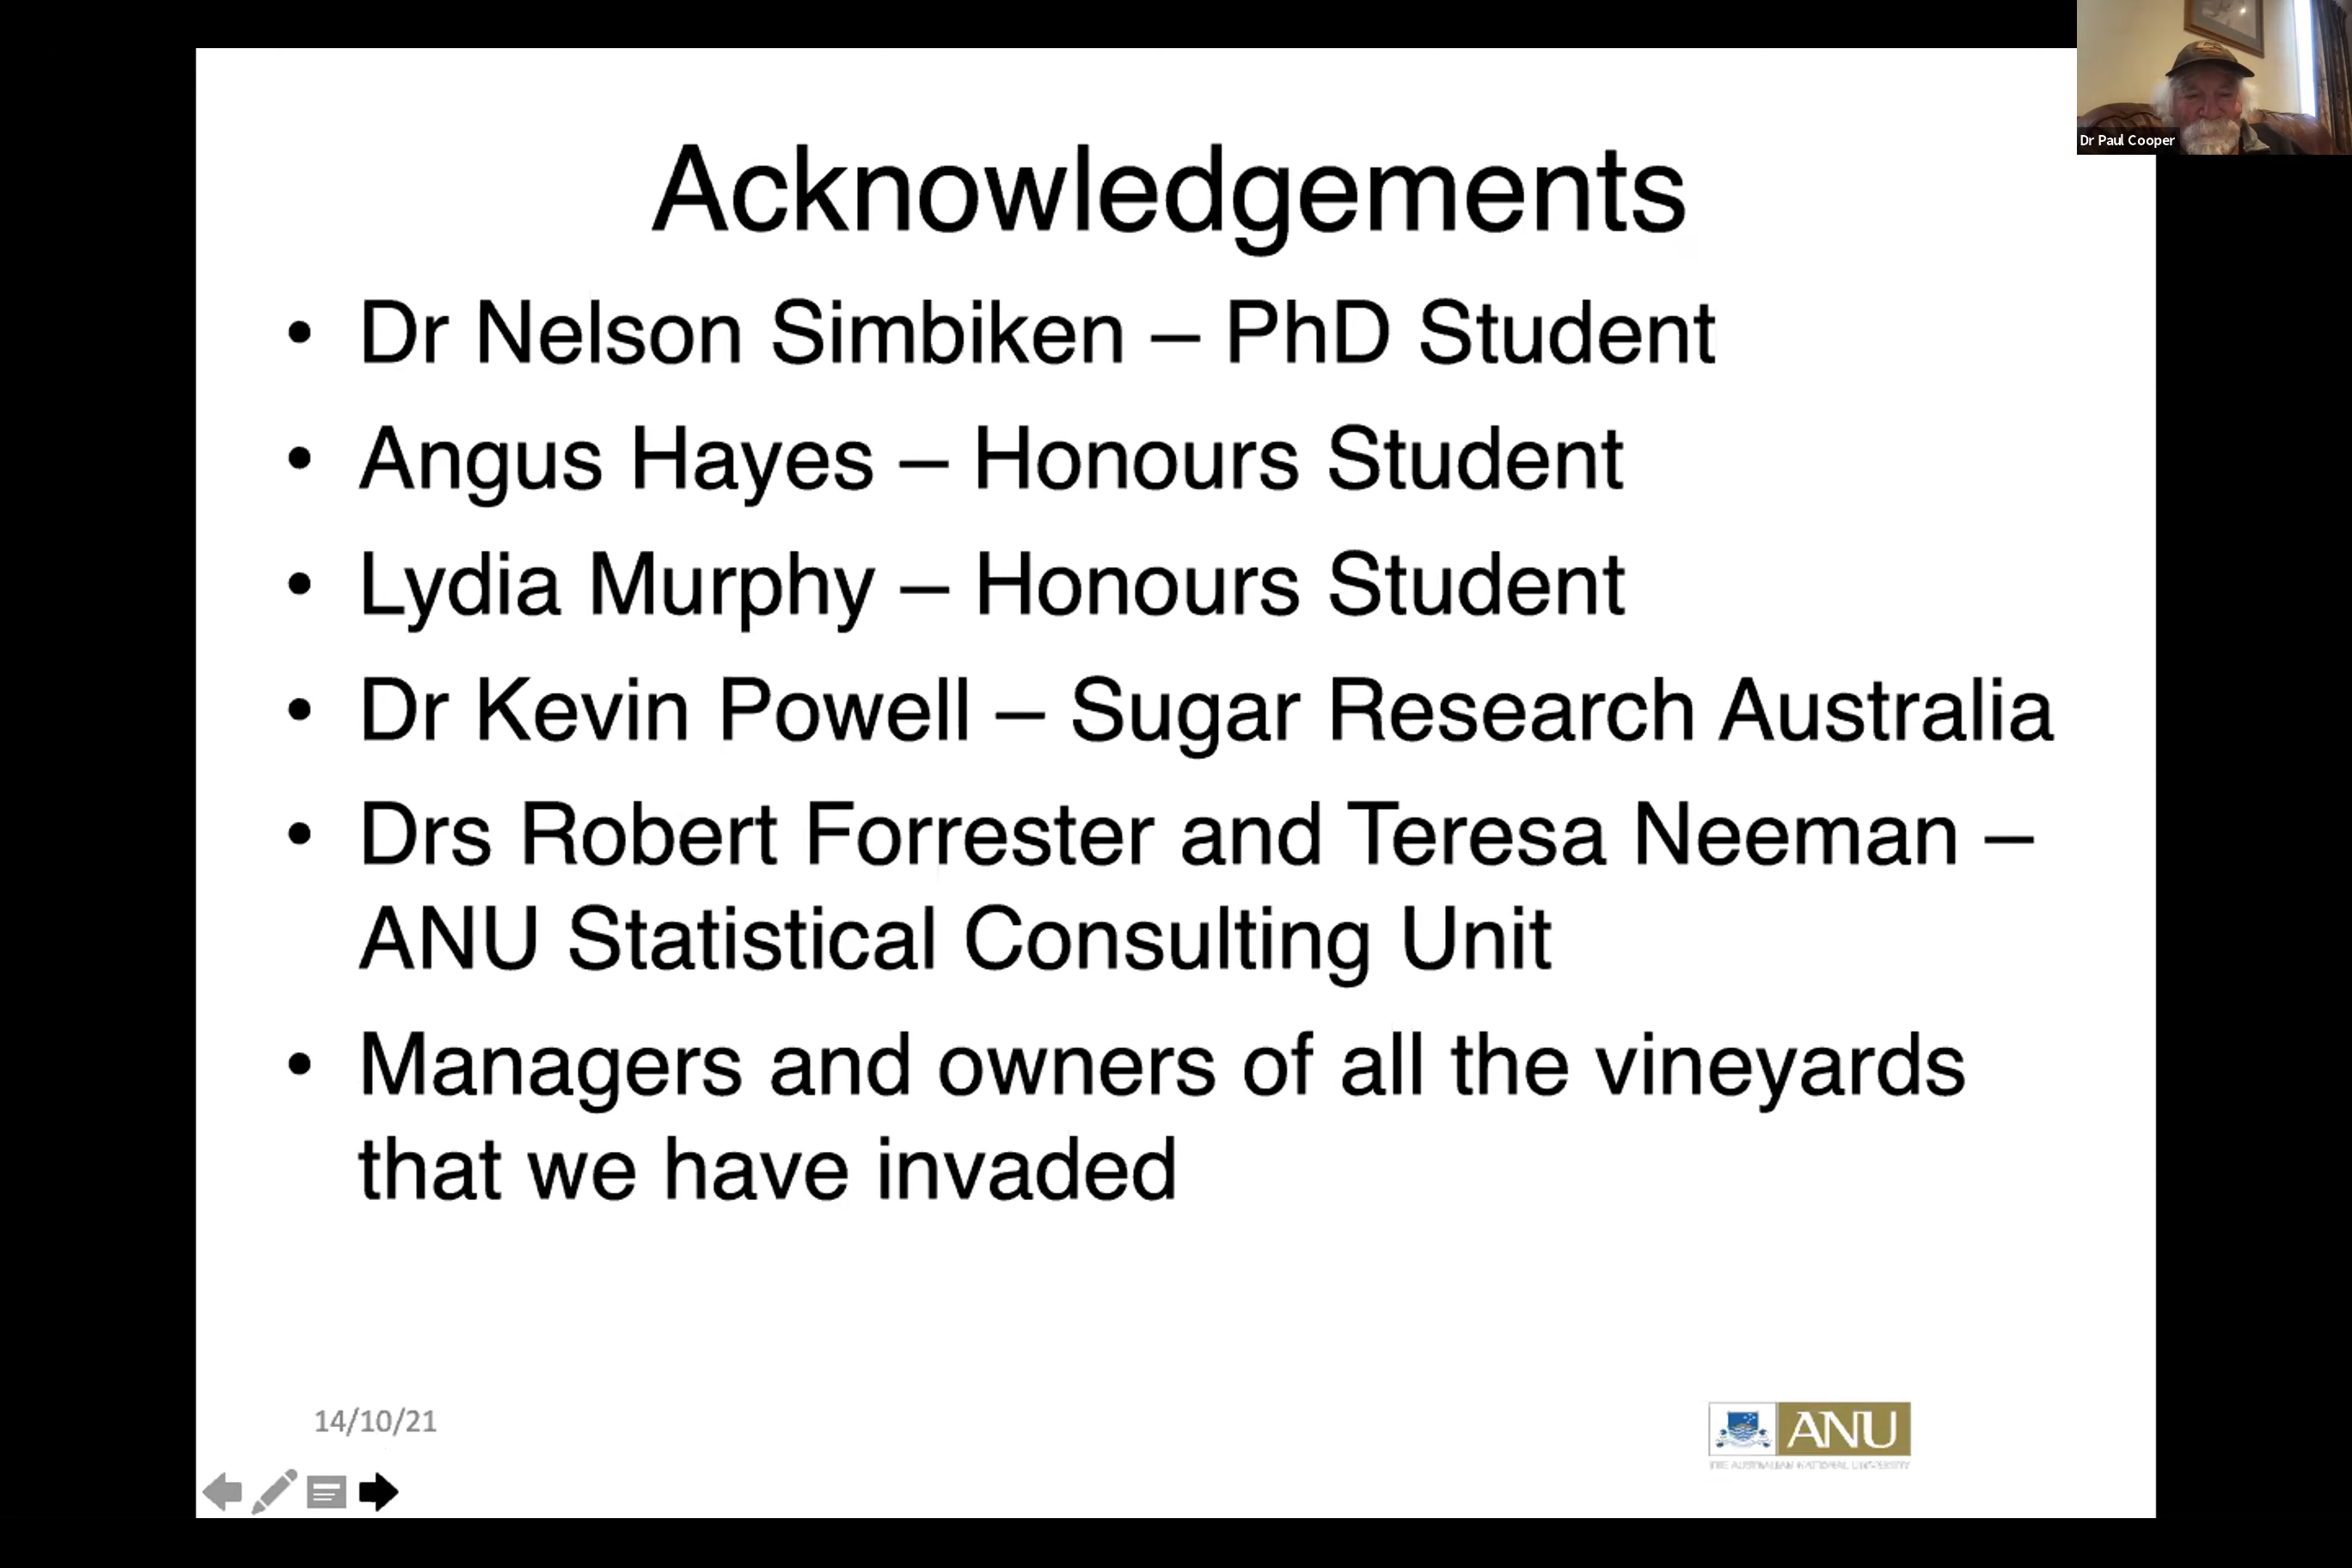 Acknowledgements
• Dr Nelson Simbiken – PhD Student
• Angus Hayes – Honours Student
• Lydia Murphy – Honours Student
• Dr Kevin Powell – Sugar Research Australia
• Drs Robert Forrester and Teresa Neeman –
ANU Statistical Consulting Unit
• Managers and owners of all the vineyards
that we have invaded
14/10/21
ANU
THE AUSTRALIAN NATIONAL UNIVERSITY
Dr Paul Cooper